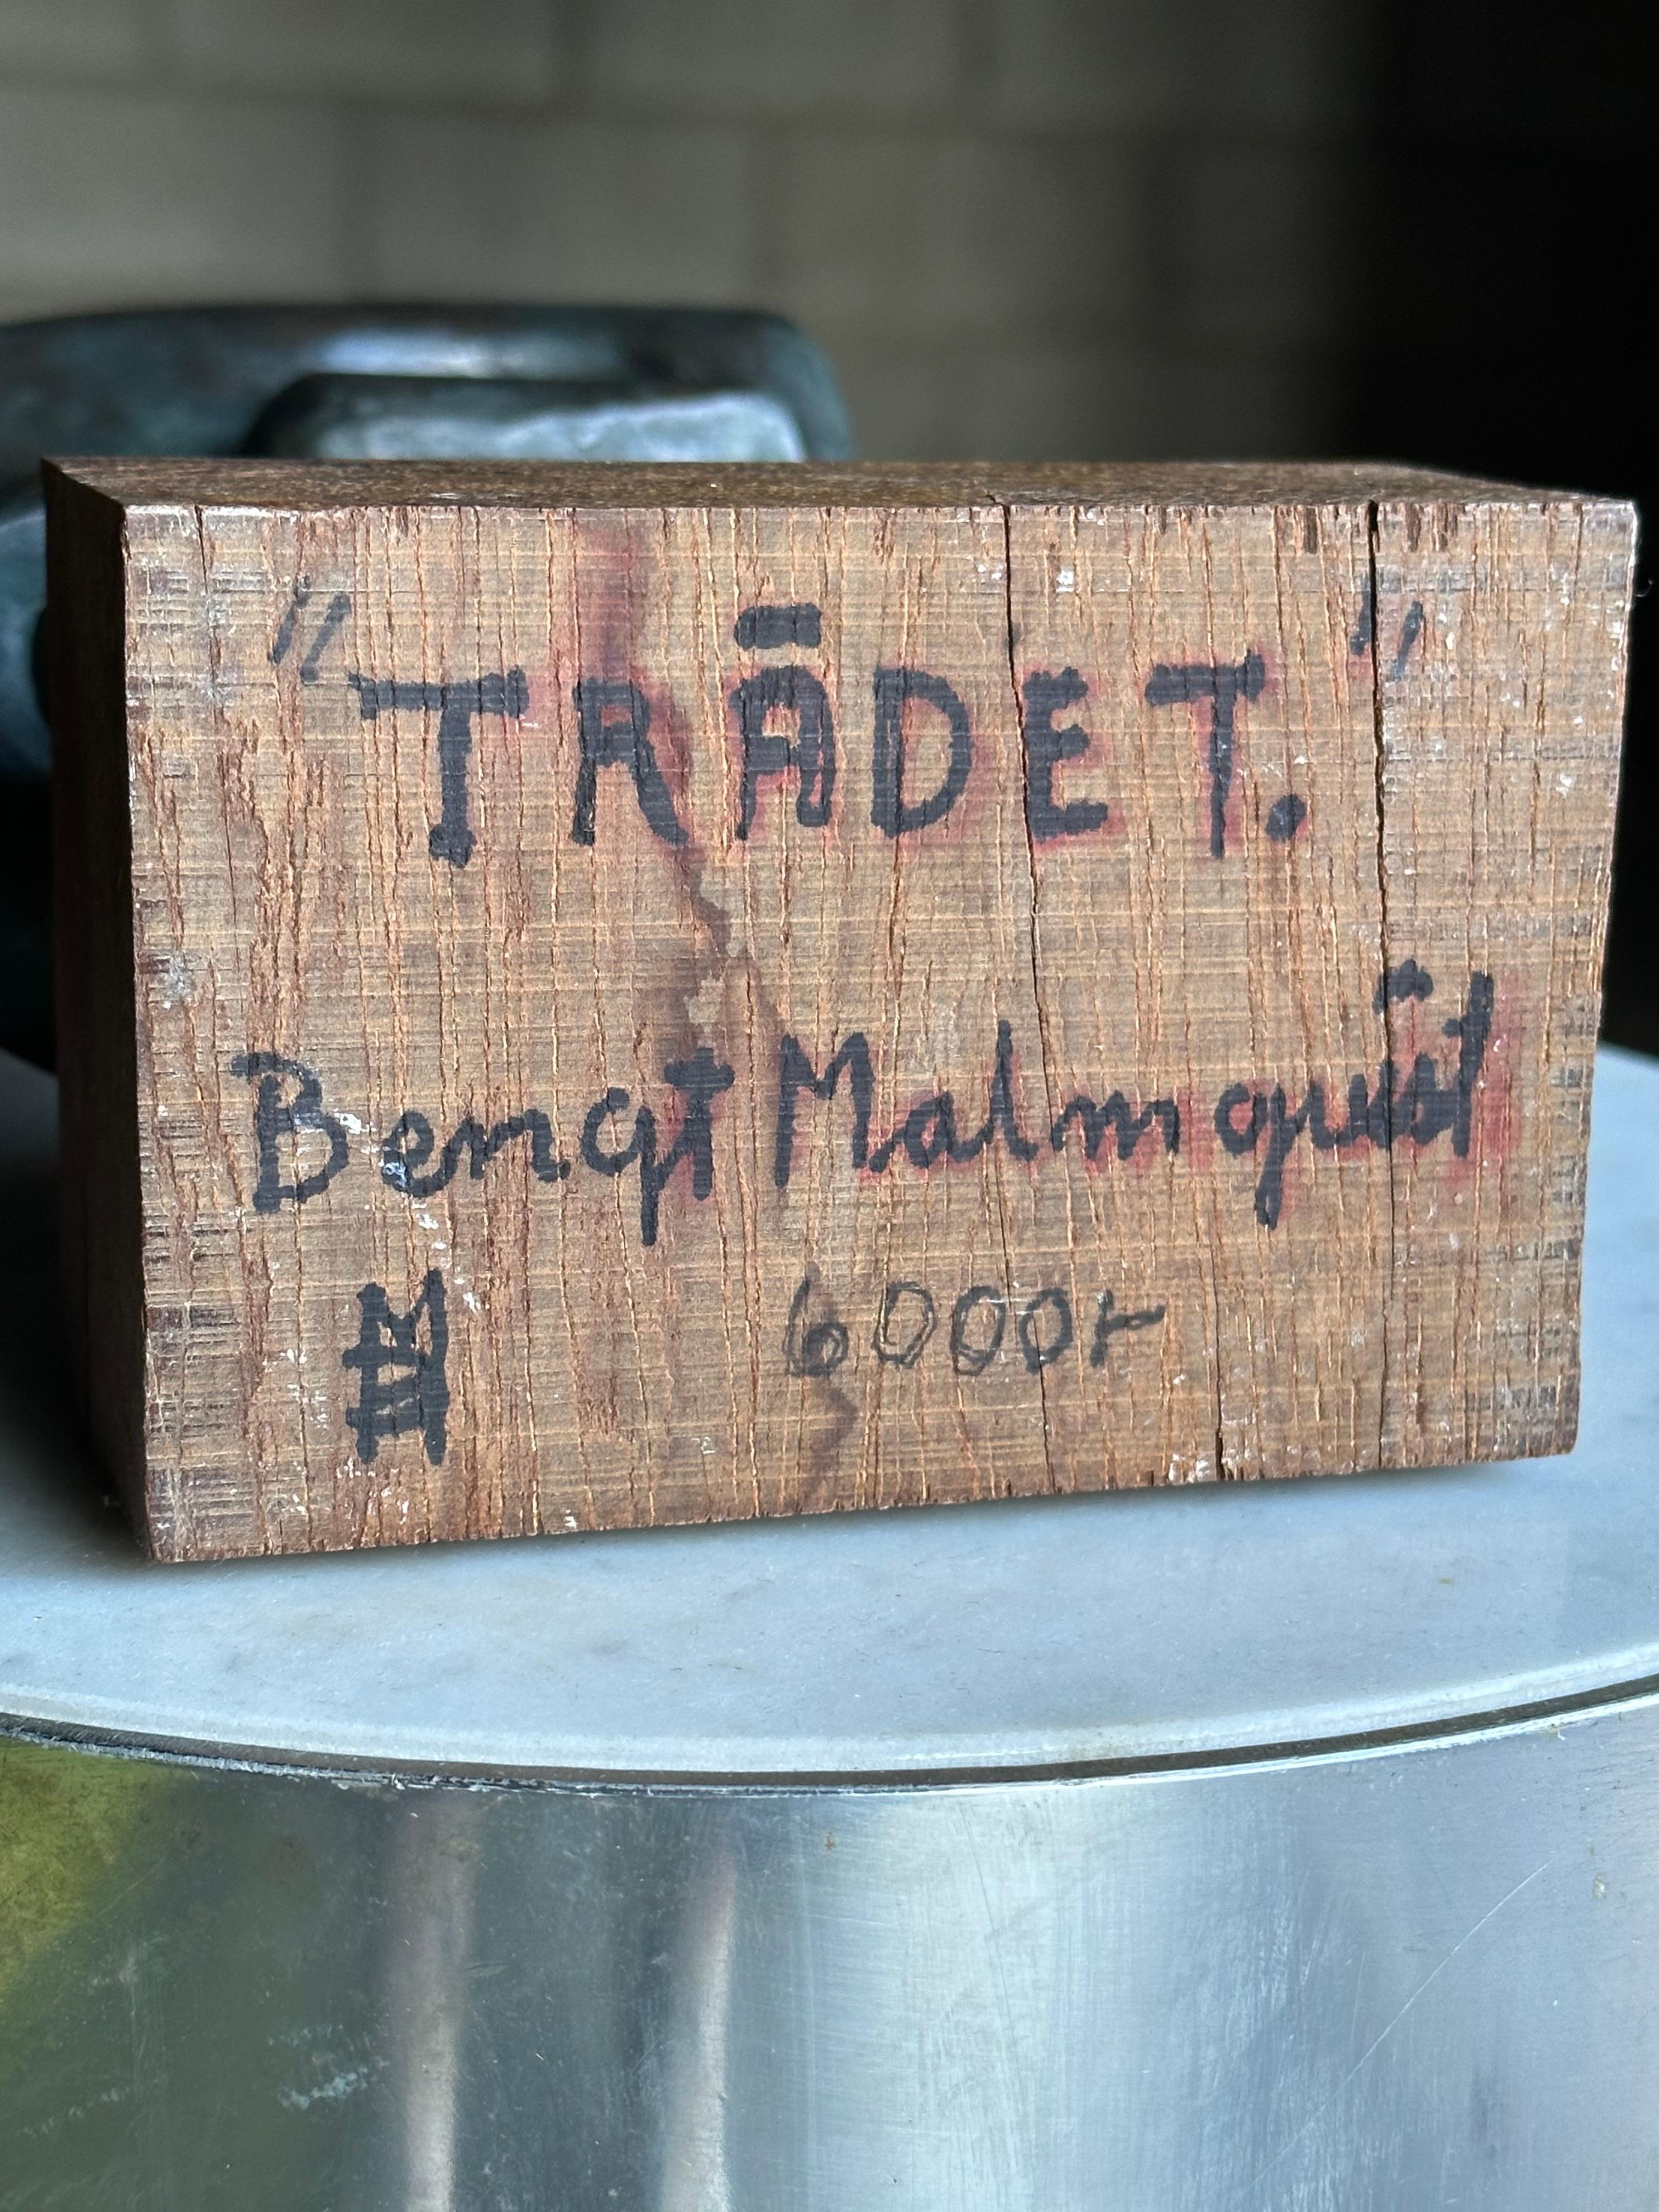 "TRÄDET."
Bengt Malmquist
6000:-